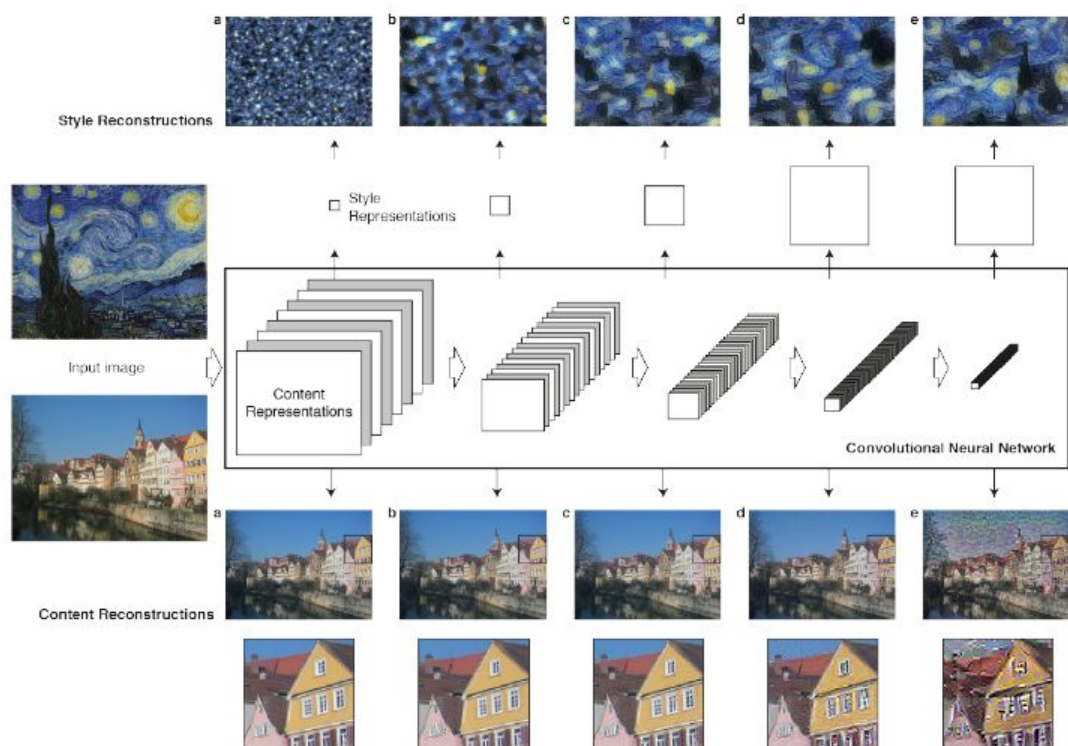 a b c d e
Style Reconstructions
Style
Representations
Input image
Content
Representations
Convolutional Neural Network
a b c d e
Content Reconstructions